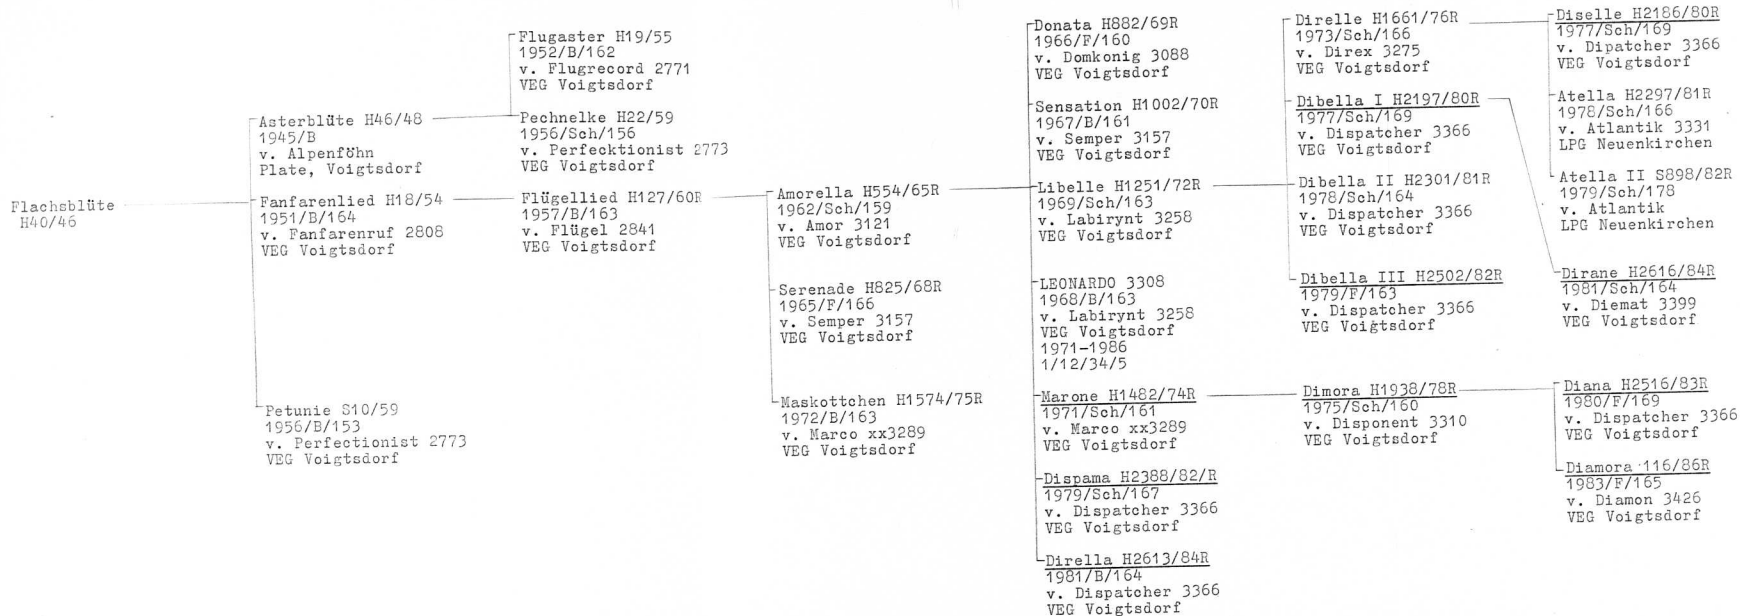 Flachsblüte
H40/46
Asterblüte H46/48
1945/B
v. Alpenföhn
Plate, Voigtsdorf
Fanfarenlied H18/54
1951/B/164
v. Fanfarenruf 2808
VEG Voigtsdorf
Petunie S10/59
1956/B/153
v. Perfectionist 2773
VEG Voigtsdorf
Flugaster H19/55
1952/B/162
v. Flugrecord 2771
VEG Voigtsdorf
Pechnelke H22/59
1956/Sch/156
v. Perfecktionist 2773
VEG Voigtsdorf
Flügellied H127/60R
1957/B/163
v. Flügel 2841
VEG Voigtsdorf
Amorella H554/65R
1962/Sch/159
v. Amor 3121
VEG Voigtsdorf
Serenade H825/68R
1965/F/166
v. Semper 3157
VEG Voigtsdorf
Maskottchen H1574/75R
1972/B/163
v. Marco xx3289
VEG Voigtsdorf
Donata H882/69R
1966/F/160
v. Domkonig 3088
VEG Voigtsdorf
Sensation H1002/70R
1967/B/161
v. Semper 3157
VEG Voigtsdorf
Libelle H1251/72R
1969/Sch/163
v. Labirynt 3258
VEG Voigtsdorf
LEONARDO 3308
1968/B/163
v. Labirynt 3258
VEG Voigtsdorf
1971-1986
1/12/34/5
Marone H1482/74R
1971/Sch/161
v. Marco xx3289
VEG Voigtsdorf
Dispama H2388/82/R
1979/Sch/167
v. Dispatcher 3366
VEG Voigtsdorf
Dirella H2613/84R
1981/B/164
v. Dispatcher 3366
VEG Voigtsdorf
Direlle H1661/76R
1973/Sch/166
v. Direx 3275
VEG Voigtsdorf
Dibella I H2197/80R
1977/Sch/169
v. Dispatcher 3366
VEG Voigtsdorf
Dibella II H2301/81R
1978/Sch/164
v. Dispatcher 3366
VEG Voigtsdorf
Dibella III H2502/82R
1979/F/163
v. Dispatcher 3366
VEG Voigtsdorf
Dimora H1938/78R
1975/Sch/160
v. Disponent 3310
VEG Voigtsdorf
Diselle H2186/80R
1977/Sch/169
v. Dipatcher 3366
VEG Voigtsdorf
Atella H2297/81R
1978/Sch/166
v. Atlantik 3331
LPG Neuenkirchen
Atella II S898/82R
1979/Sch/178
v. Atlantik
LPG Neuenkirchen
Dirane H2616/84R
1981/Sch/164
v. Diemat 3399
VEG Voigtsdorf
Diana H2516/83R
1980/F/169
v. Dispatcher 3366
VEG Voigtsdorf
Diamora 116/86R
1983/F/165
v. Diamon 3426
VEG Voigtsdorf